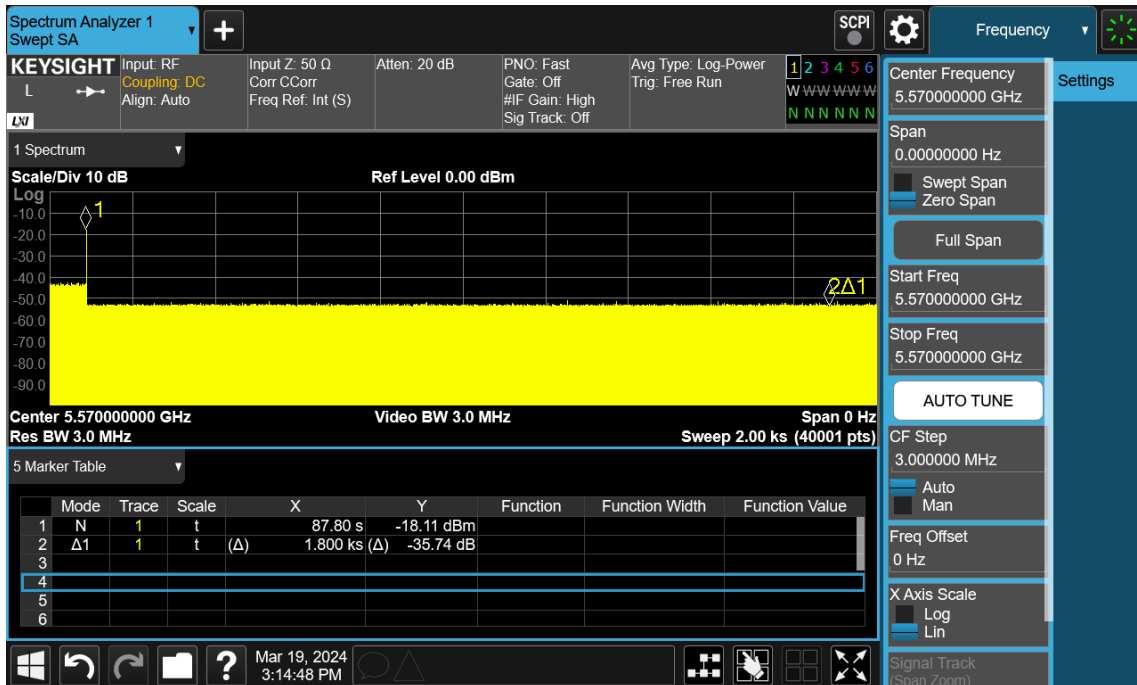 Spectrum Analyzer 1
Swept SA
+
SCPI
Frequency
KEYSIGHT
L
LXI
Input: RF
Coupling: DC
Align: Auto
Input Z: 50 Ω
Corr CCorr
Freq Ref: Int (S)
Atten: 20 dB
PNO: Fast
Gate: Off
#IF Gain: High
Sig Track: Off
Avg Type: Log-Power
Trig: Free Run
1 2 3 4 5 6
W W W W W W
N N N N N N
1 Spectrum
Scale/Div 10 dB
Ref Level 0.00 dBm
Log
-10.0
-20.0
-30.0
-40.0
-50.0
-60.0
-70.0
-80.0
-90.0
1
2Δ1
Center 5.570000000 GHz
Video BW 3.0 MHz
Span 0 Hz
Res BW 3.0 MHz
Sweep 2.00 ks (40001 pts)
5 Marker Table
Mode Trace Scale X Y Function Function Width Function Value
1 N 1 t 87.80 s -18.11 dBm
2 Δ1 1 t (Δ) 1.800 ks (Δ) -35.74 dB
3
4
5
6
?
Mar 19, 2024
3:14:48 PM
Center Frequency
5.570000000 GHz
Span
0.00000000 Hz
Swept Span
Zero Span
Full Span
Start Freq
5.570000000 GHz
Stop Freq
5.570000000 GHz
AUTO TUNE
CF Step
3.000000 MHz
Auto
Man
Freq Offset
0 Hz
X Axis Scale
Log
Lin
Signal Track
(Span Zoom)
Settings